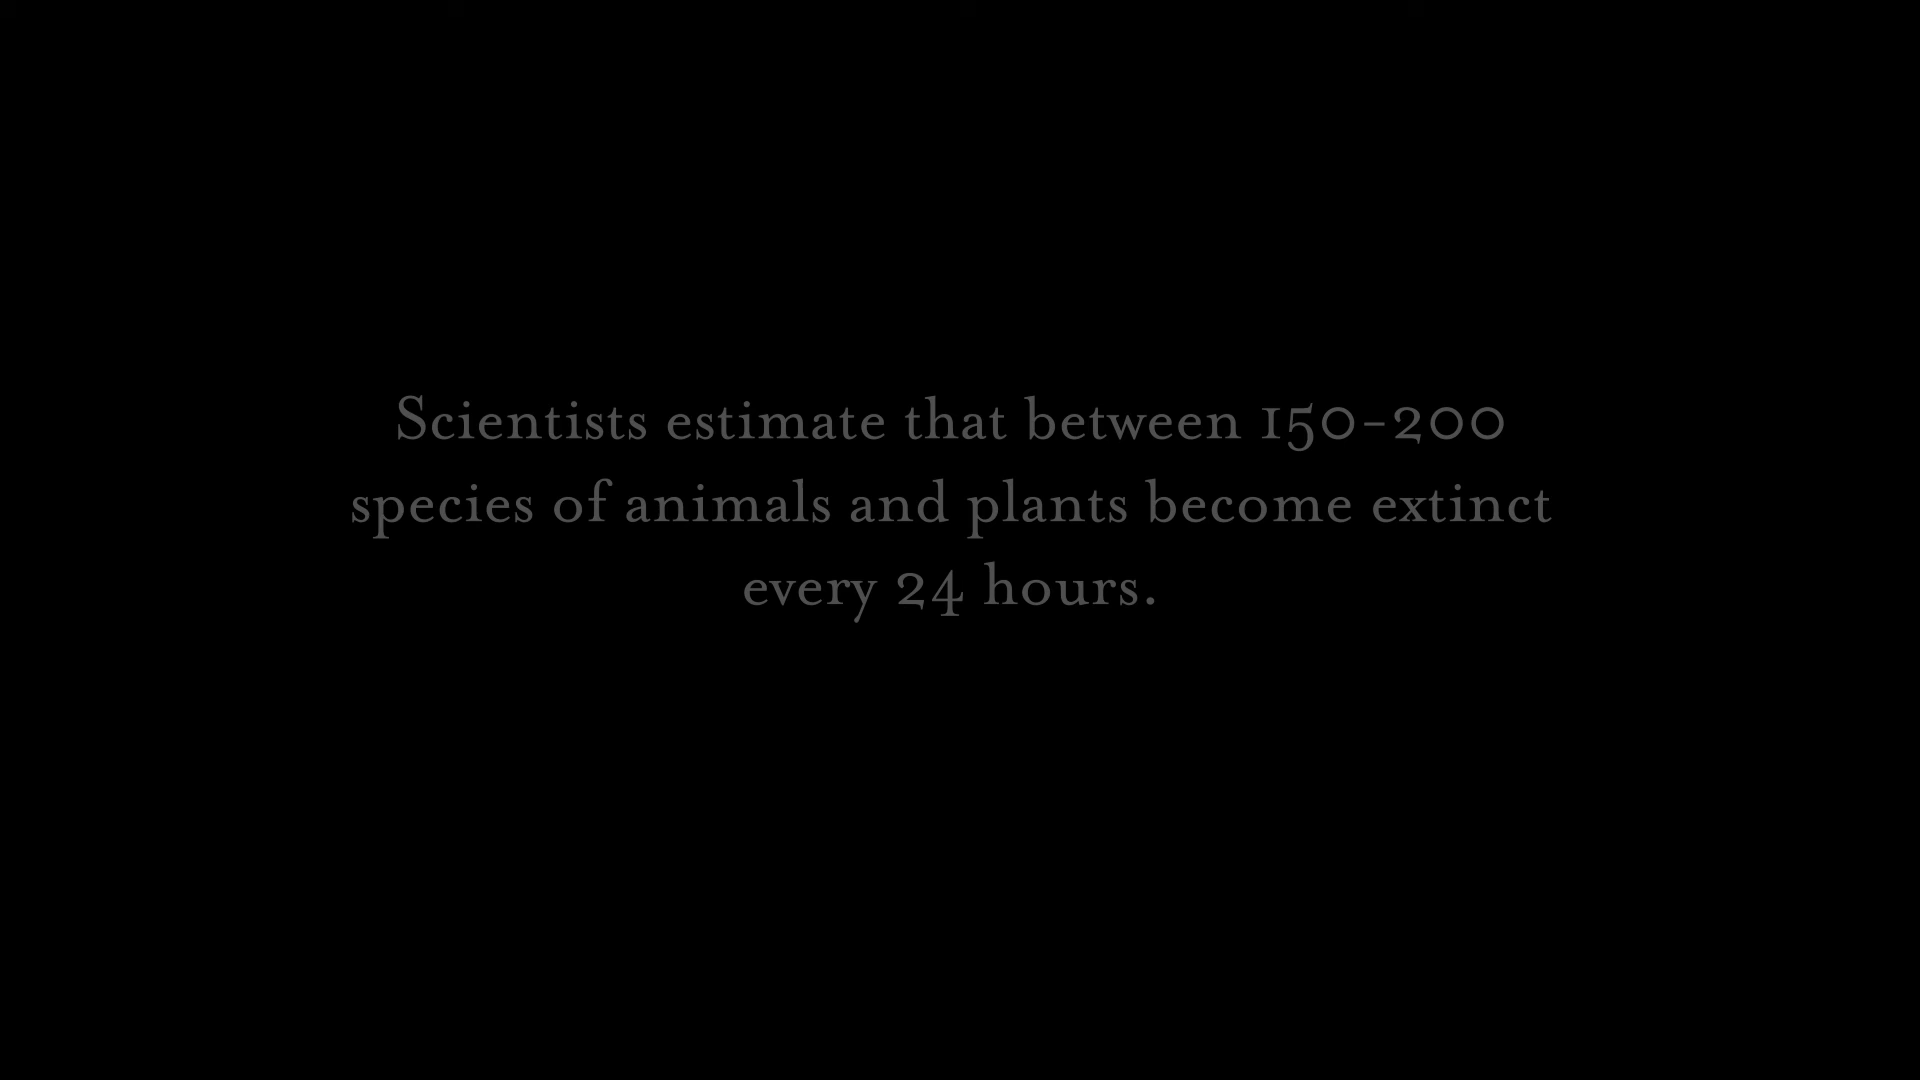 Scientists estimate that between 150-200
species of animals and plants become extinct
every 24 hours.